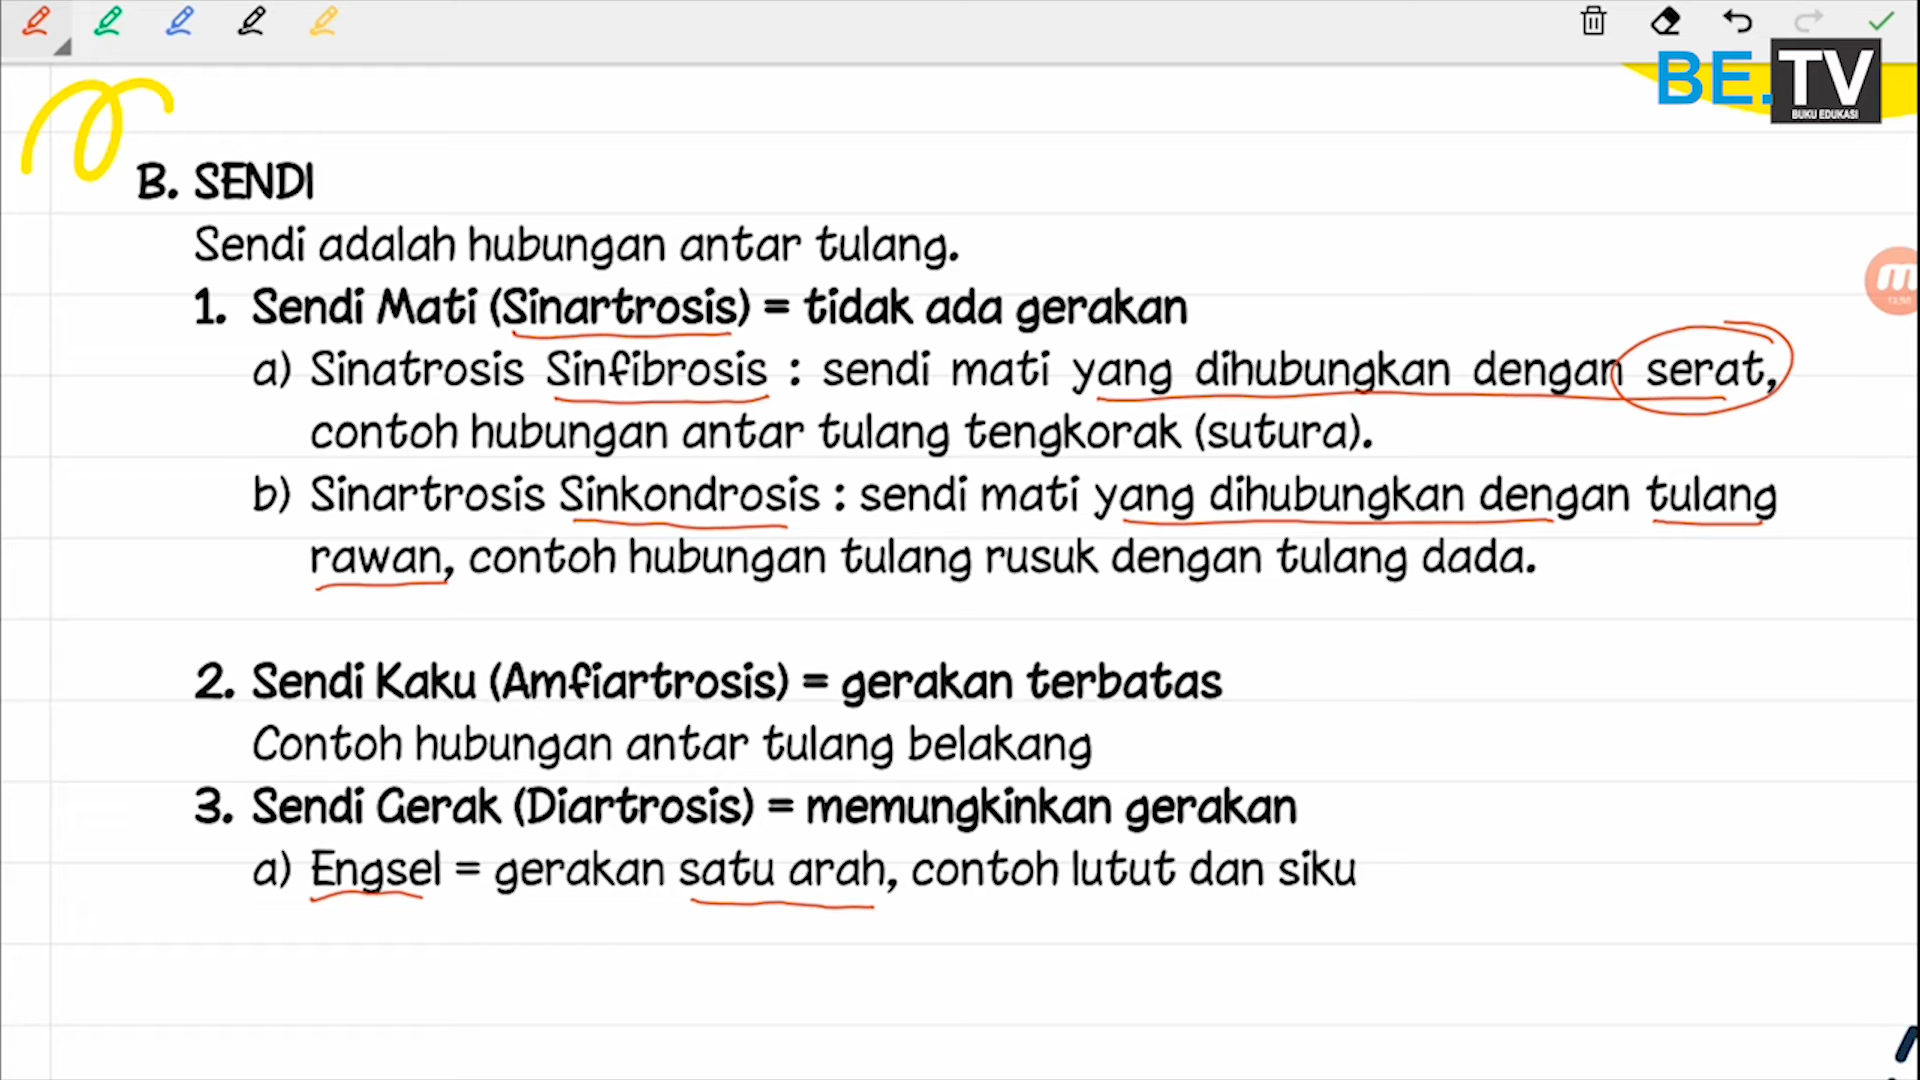 BE.TV
BUKU EDUKASI
B. SENDI
Sendi adalah hubungan antar tulang.
1. Sendi Mati (Sinartrosis) = tidak ada gerakan
a) Sinatrosis Sinfibrosis : sendi mati yang dihubungkan dengan serat,
contoh hubungan antar tulang tengkorak (sutura).
b) Sinartrosis Sinkondrosis : sendi mati yang dihubungkan dengan tulang
rawan, contoh hubungan tulang rusuk dengan tulang dada.
2. Sendi Kaku (Amfiartrosis) = gerakan terbatas
Contoh hubungan antar tulang belakang
3. Sendi Gerak (Diartrosis) = memungkinkan gerakan
a) Engsel = gerakan satu arah, contoh lutut dan siku